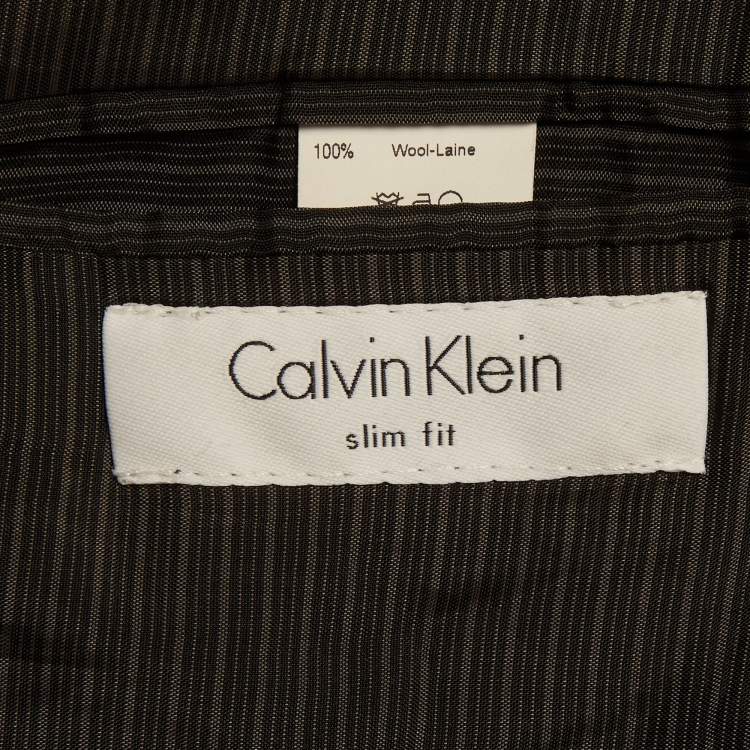 100% Wool-Laine
Calvin Klein
slim fit